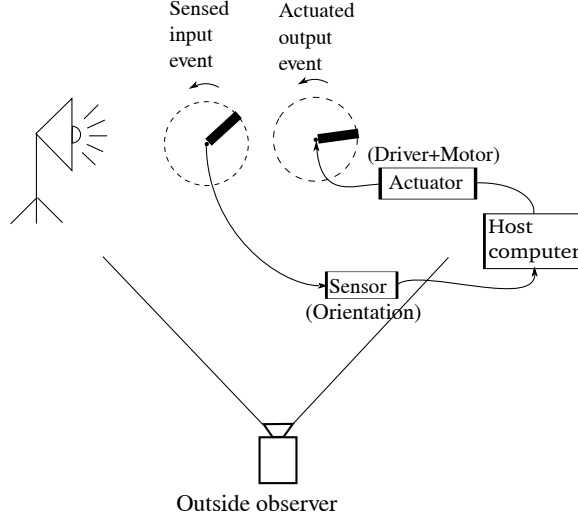 Sensed
input
event
Actuated
output
event
(Driver+Motor)
Actuator
Host
computer
Sensor
(Orientation)
Outside observer